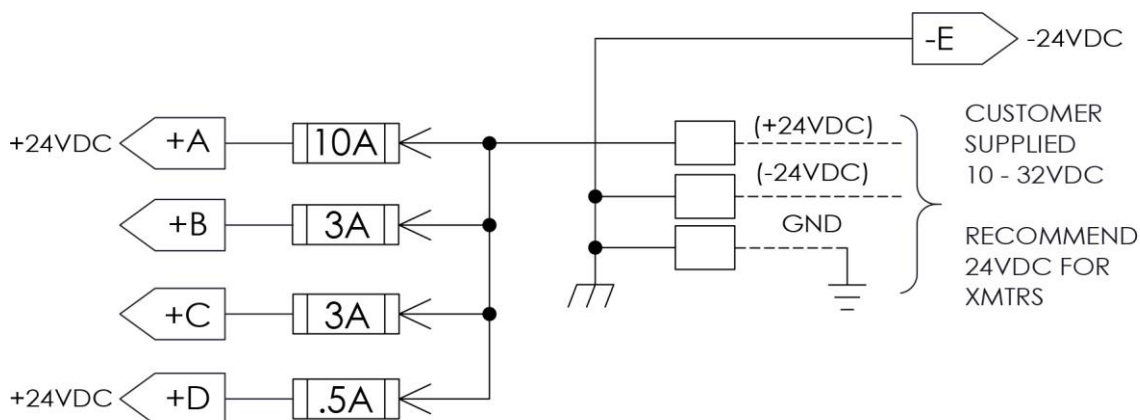 -E
-24VDC
+24VDC
+A
10A
(+24VDC)
CUSTOMER
SUPPLIED
10 - 32VDC
(-24VDC)
+B
3A
GND
RECOMMEND
24VDC FOR
XMTRS
+C
3A
+24VDC
+D
.5A